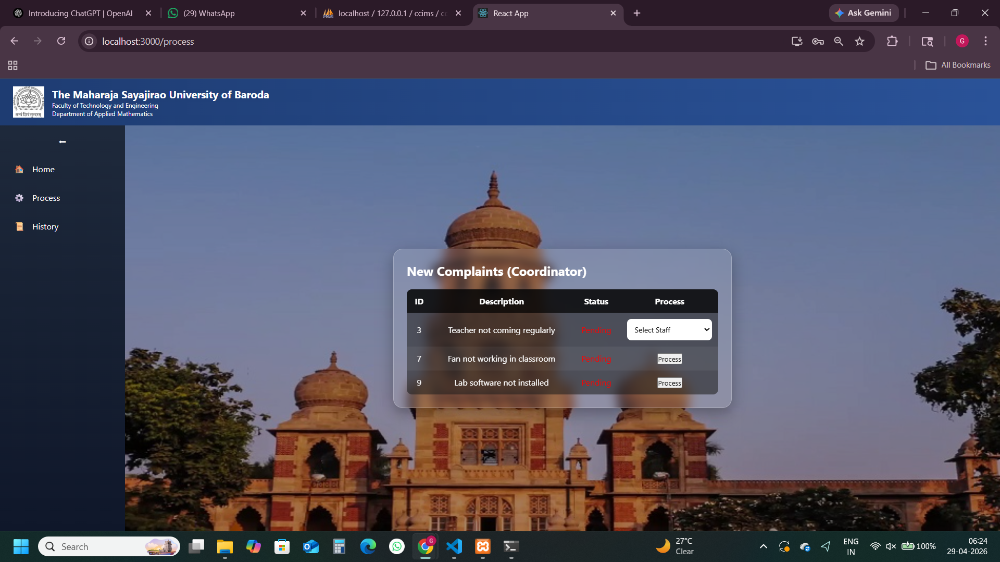 Introducing ChatGPT | OpenAI
(29) WhatsApp
localhost / 127.0.0.1 / ccims / cc
React App
Ask Gemini
localhost:3000/process
G
All Bookmarks
The Maharaja Sayajirao University of Baroda
Faculty of Technology and Engineering
Department of Applied Mathematics
Home
Process
History
New Complaints (Coordinator)
ID Description Status Process
3 Teacher not coming regularly Pending Select Staff
7 Fan not working in classroom Pending Process
9 Lab software not installed Pending Process
Search
G
27°C
Clear
ENG
IN
100%
06:24
29-04-2026